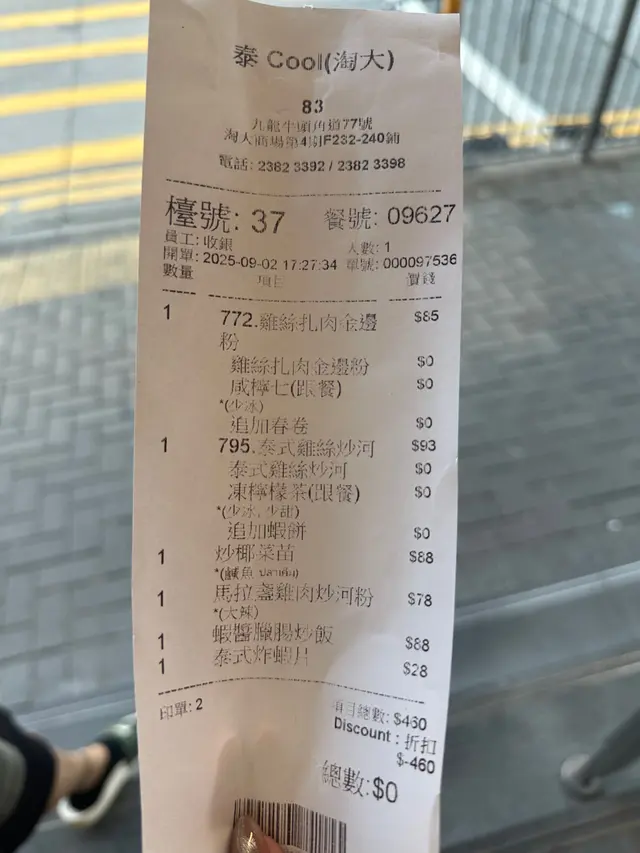 泰 Cool(淘大)
83
九龍牛頭角道77號
淘大商場第4期F232-240舖
電話: 2382 3392 / 2382 3398
檯號: 37 餐號: 09627
員工: 收銀 人數: 1
開單: 2025-09-02 17:27:34 單號: 000097536
數量 項目 價錢
1 772.雞絲扎肉金邊 $85
粉
雞絲扎肉金邊粉 $0
咸檸七(跟餐) $0
*(少冰)
追加春卷 $0
1 795.泰式雞絲炒河 $93
泰式雞絲炒河 $0
凍檸檬茶(跟餐) $0
*(少冰, 少甜)
追加蝦餅 $0
1 炒椰菜苗 $88
*(鹹魚 ปลาเค็ม)
1 馬拉盞雞肉炒河粉 $78
*(大辣)
1 蝦醬臘腸炒飯 $88
1 泰式炸蝦片 $28
印單: 2 項目總數: $460
Discount : 折扣
$-460
總數:$0